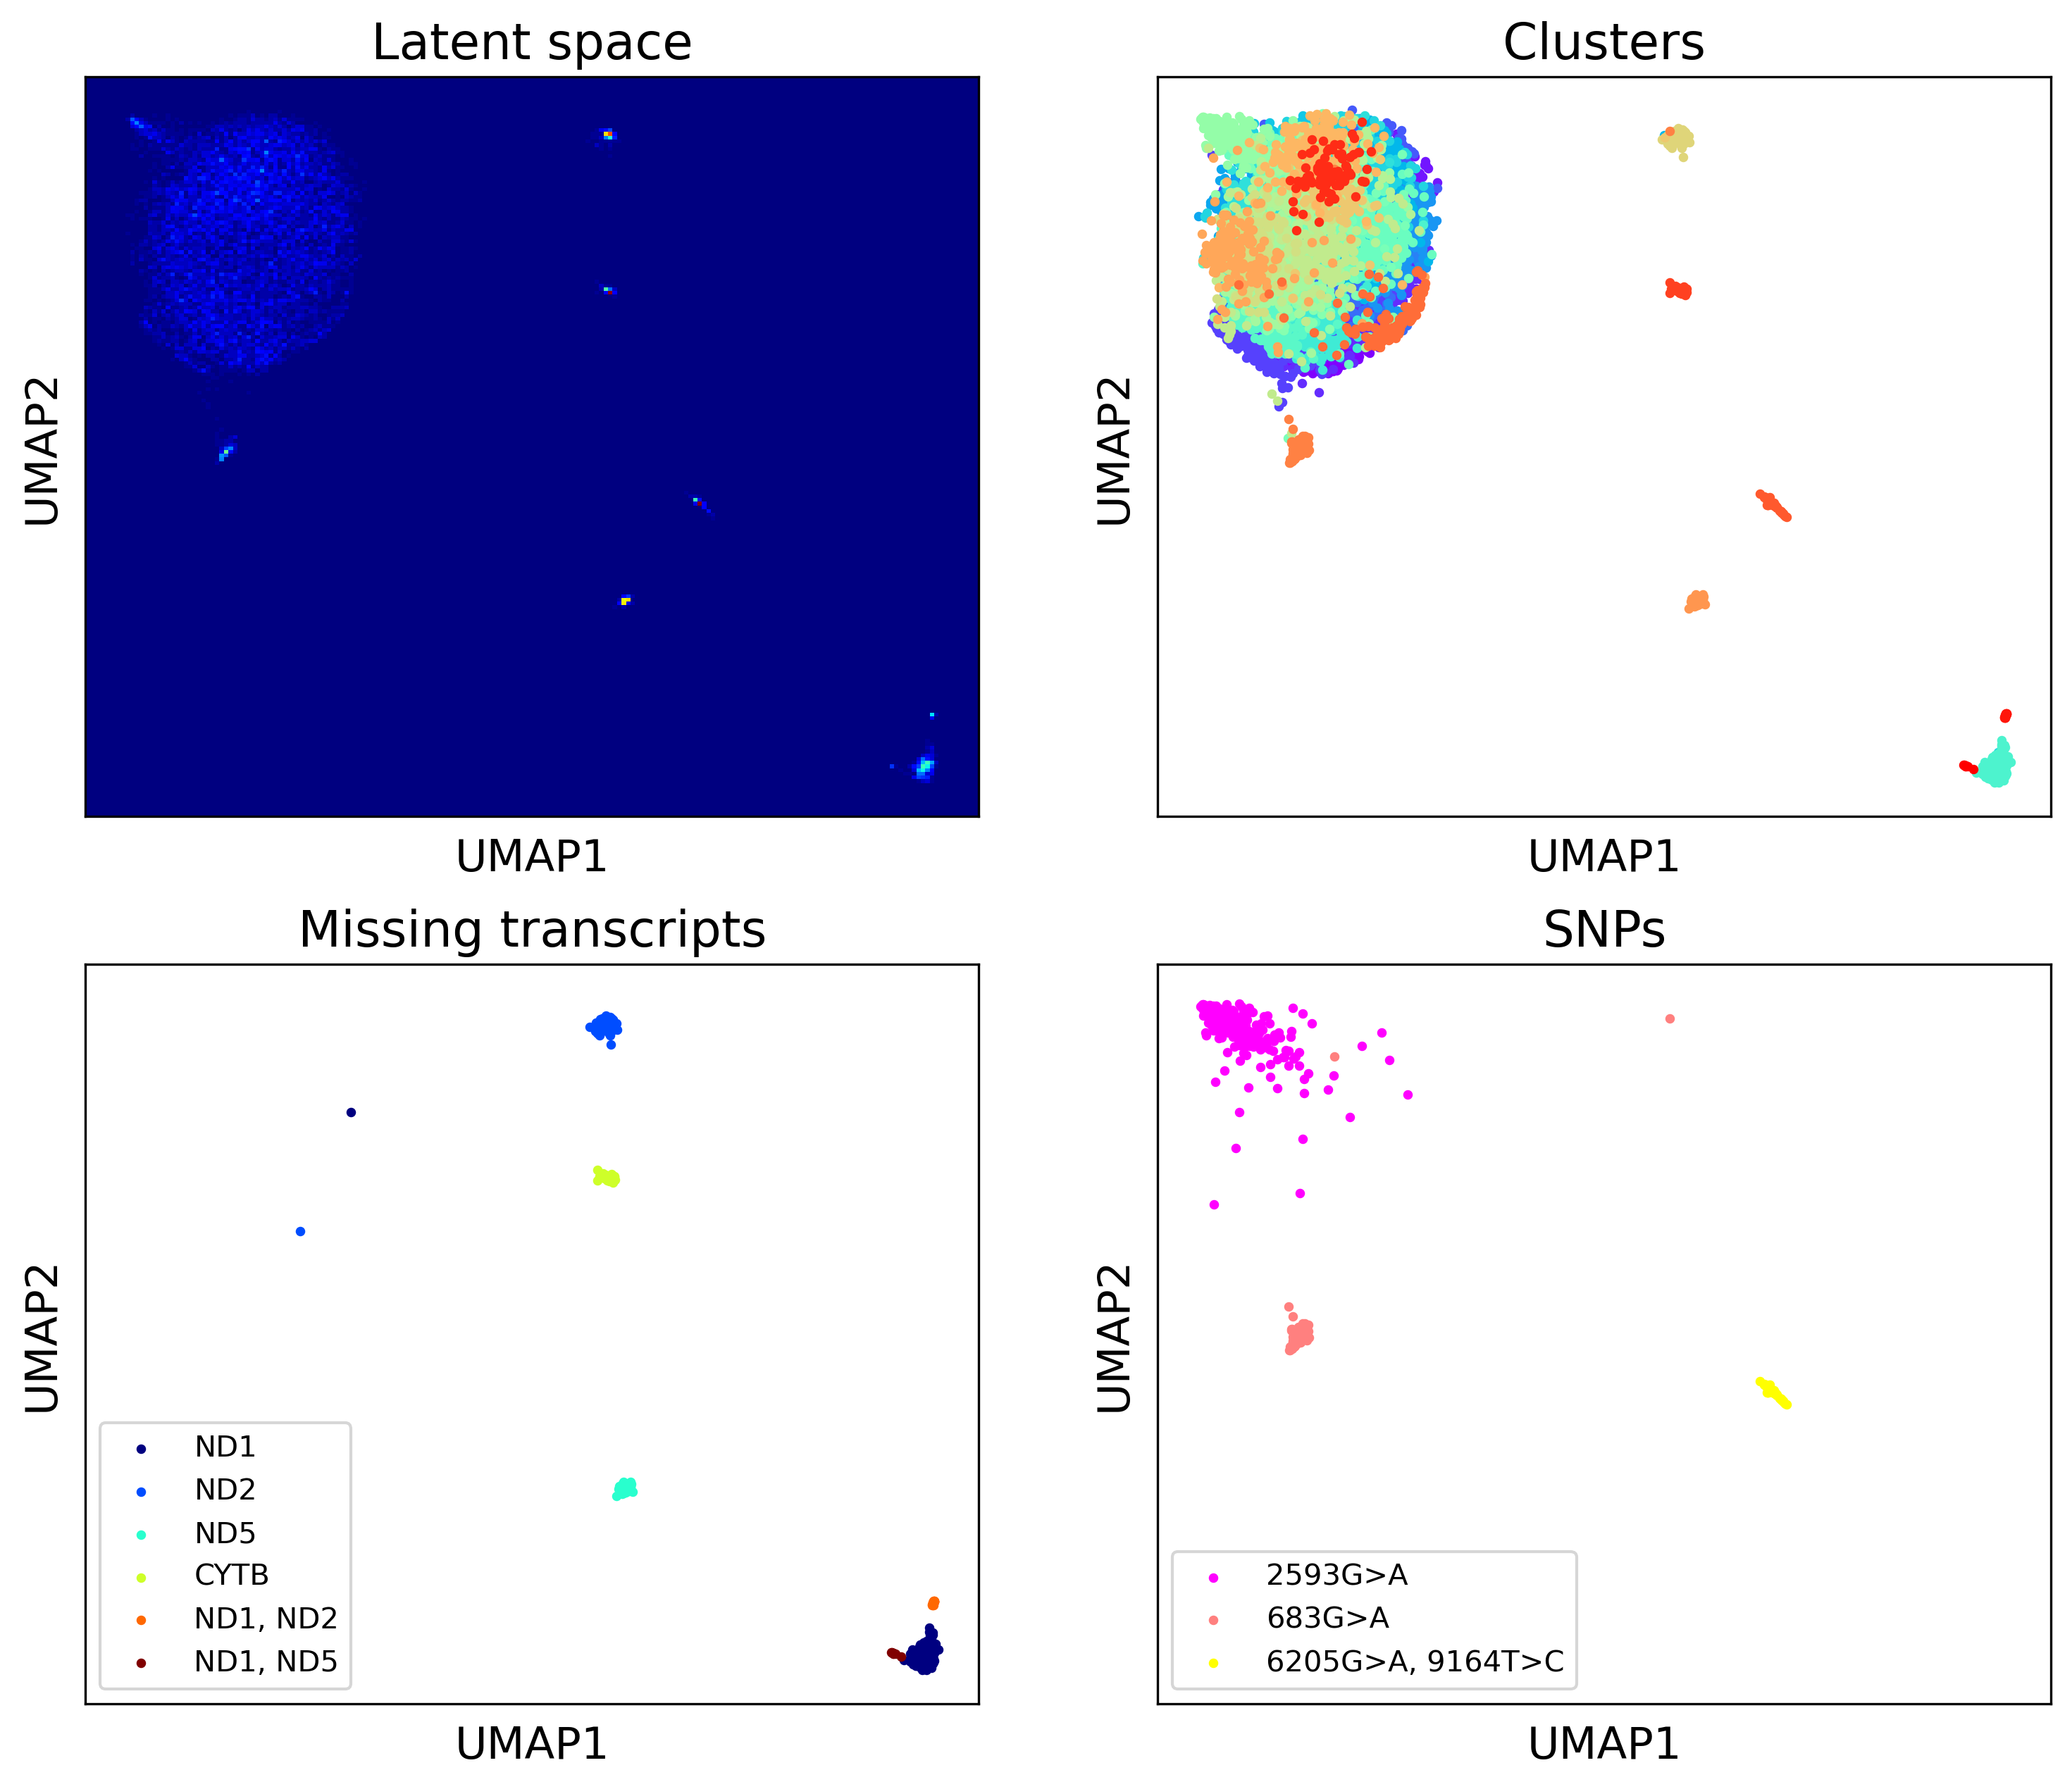 Latent space
UMAP2
UMAP1
Clusters
UMAP2
UMAP1
Missing transcripts
UMAP2
ND1
ND2
ND5
CYTB
ND1, ND2
ND1, ND5
UMAP1
SNPs
UMAP2
2593G>A
683G>A
6205G>A, 9164T>C
UMAP1